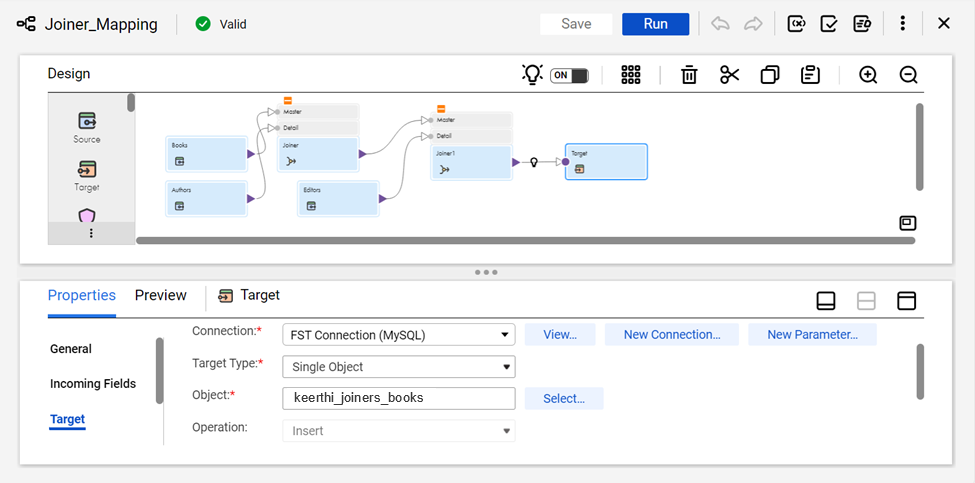 Joiner_Mapping Valid Save Run
Design ON
Source
Target
Master
Detail
Books
Joiner
Authors
Editors
Master
Detail
Joiner1
Target
Properties Preview Target
General
Incoming Fields
Target
Connection:* FST Connection (MySQL) View... New Connection... New Parameter...
Target Type:* Single Object
Object:* keerthi_joiners_books Select...
Operation: Insert